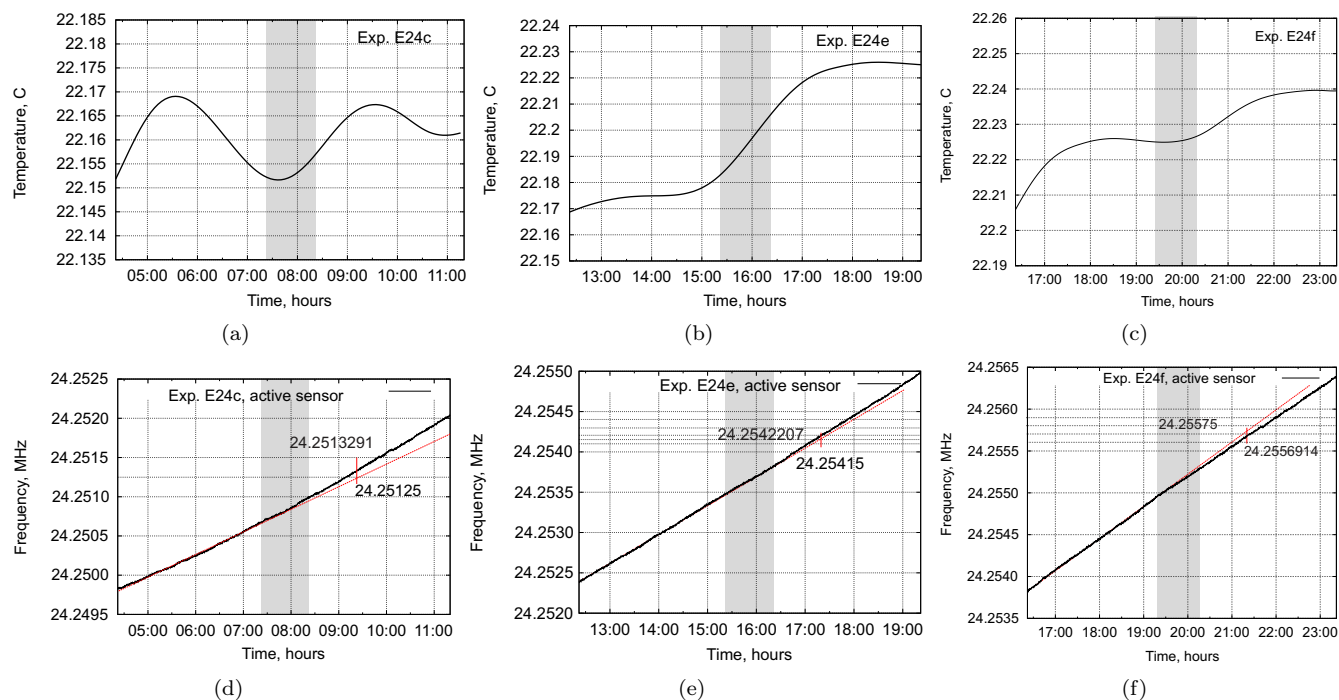 22.185
22.18
22.175
22.17
22.165
22.16
22.155
22.15
22.145
22.14
22.135
Temperature, C
Exp. E24c
05:00 06:00 07:00 08:00 09:00 10:00 11:00
Time, hours
(a)
22.24
22.23
22.22
22.21
22.2
22.19
22.18
22.17
22.16
22.15
Temperature, C
Exp. E24e
13:00 14:00 15:00 16:00 17:00 18:00 19:00
Time, hours
(b)
22.26
22.25
22.24
22.23
22.22
22.21
22.2
22.19
Temperature, C
Exp. E24f
17:00 18:00 19:00 20:00 21:00 22:00 23:00
Time, hours
(c)
24.2525
24.2520
24.2515
24.2510
24.2505
24.2500
24.2495
Frequency, MHz
Exp. E24c, active sensor
24.2513291
24.25125
05:00 06:00 07:00 08:00 09:00 10:00 11:00
Time, hours
(d)
24.2550
24.2545
24.2540
24.2535
24.2530
24.2525
24.2520
Frequency, MHz
Exp. E24e, active sensor
24.2542207
24.25415
13:00 14:00 15:00 16:00 17:00 18:00 19:00
Time, hours
(e)
24.2565
24.2560
24.2555
24.2550
24.2545
24.2540
24.2535
Frequency, MHz
Exp. E24f, active sensor
24.25575
24.2556914
17:00 18:00 19:00 20:00 21:00 22:00 23:00
Time, hours
(f)